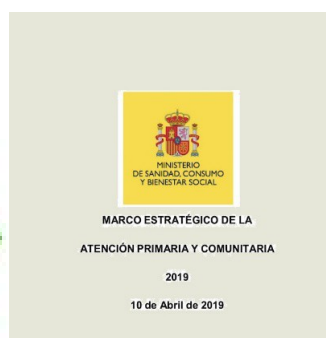 MINISTERIO
DE SANIDAD, CONSUMO
Y BIENESTAR SOCIAL
MARCO ESTRATÉGICO DE LA
ATENCIÓN PRIMARIA Y COMUNITARIA
2019
10 de Abril de 2019